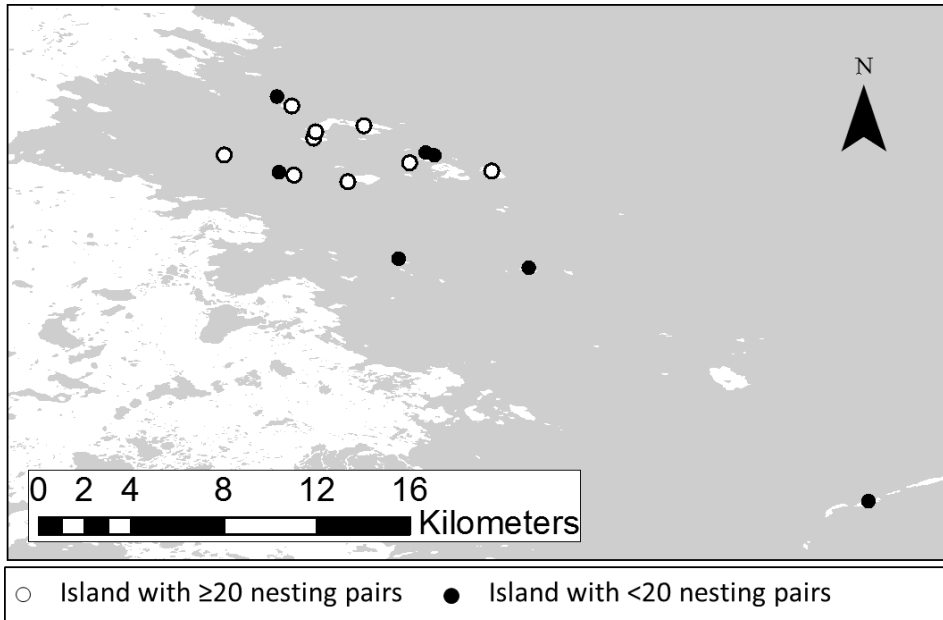 N
0 2 4 8 12 16
Kilometers
Island with ≥20 nesting pairs Island with <20 nesting pairs